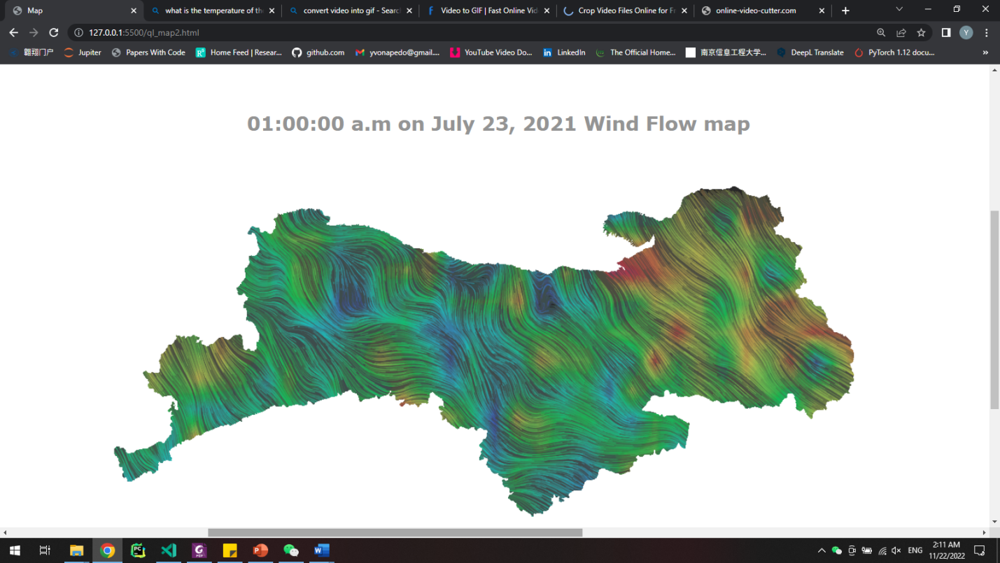 Map
what is the temperature of the
convert video into gif - Search
Video to GIF | Fast Online Vid
Crop Video Files Online for Fr
online-video-cutter.com
127.0.0.1:5500/ql_map2.html
Y
翱翔门户
Jupiter
Papers With Code
Home Feed | Resear...
github.com
yvonapedo@gmail....
YouTube Video Do...
LinkedIn
The Official Home...
南京信息工程大学...
DeepL Translate
PyTorch 1.12 docu...
»
01:00:00 a.m on July 23, 2021 Wind Flow map
ENG
2:11 AM
11/22/2022